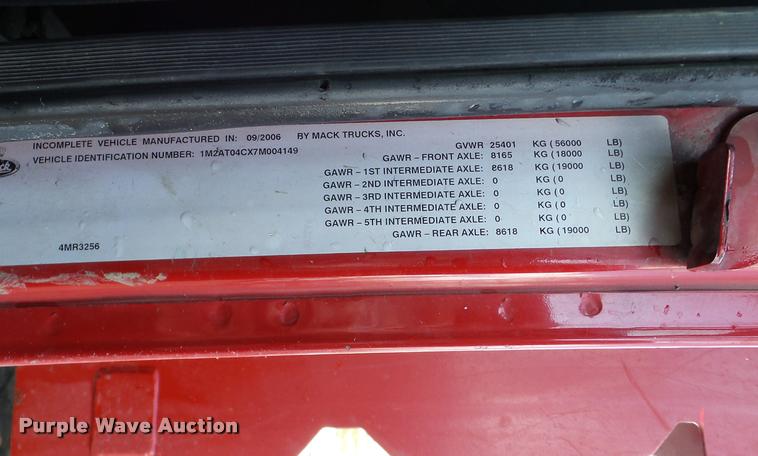 INCOMPLETE VEHICLE MANUFACTURED IN: 09/2006 BY MACK TRUCKS, INC.
VEHICLE IDENTIFICATION NUMBER: 1M2AT04CX7M004149
GVWR 25401 KG ( 56000 LB)
GAWR – FRONT AXLE: 8165 KG ( 18000 LB)
GAWR – 1ST INTERMEDIATE AXLE: 8618 KG ( 19000 LB)
GAWR – 2ND INTERMEDIATE AXLE: 0 KG ( 0 LB)
GAWR – 3RD INTERMEDIATE AXLE: 0 KG ( 0 LB)
GAWR – 4TH INTERMEDIATE AXLE: 0 KG ( 0 LB)
GAWR – 5TH INTERMEDIATE AXLE: 0 KG ( 0 LB)
GAWR – REAR AXLE: 8618 KG ( 19000 LB)
4MR3256
Purple Wave Auction